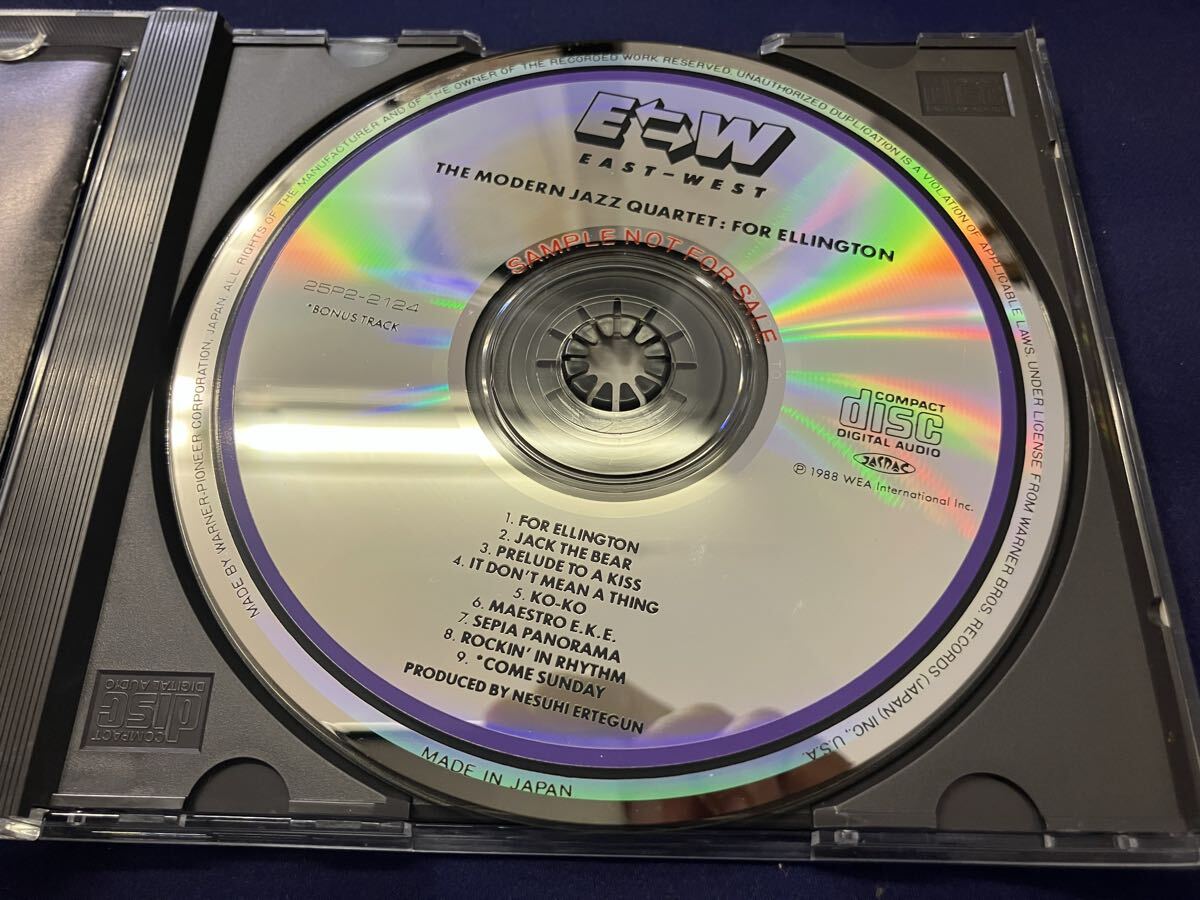 E W
EAST-WEST
THE MODERN JAZZ QUARTET: FOR ELLINGTON
SAMPLE NOT FOR SALE
25P2-2124
*BONUS TRACK
TO
COMPACT
disc
DIGITAL AUDIO
JASRAC
Ⓟ 1988 WEA International Inc.
1. FOR ELLINGTON
2. JACK THE BEAR
3. PRELUDE TO A KISS
4. IT DON'T MEAN A THING
5. KO-KO
6. MAESTRO E.K.E.
7. SEPIA PANORAMA
8. ROCKIN' IN RHYTHM
9. *COME SUNDAY
PRODUCED BY NESUHI ERTEGUN
MADE BY WARNER-PIONEER CORPORATION, JAPAN. ALL RIGHTS OF THE MANUFACTURER AND OF THE OWNER OF THE RECORDED WORK RESERVED. UNAUTHORIZED DUPLICATION IS A VIOLATION OF APPLICABLE LAWS. UNDER LICENSE FROM WARNER BROS. RECORDS (JAPAN) INC., U.S.A.
MADE IN JAPAN
COMPACT
disc
DIGITAL AUDIO